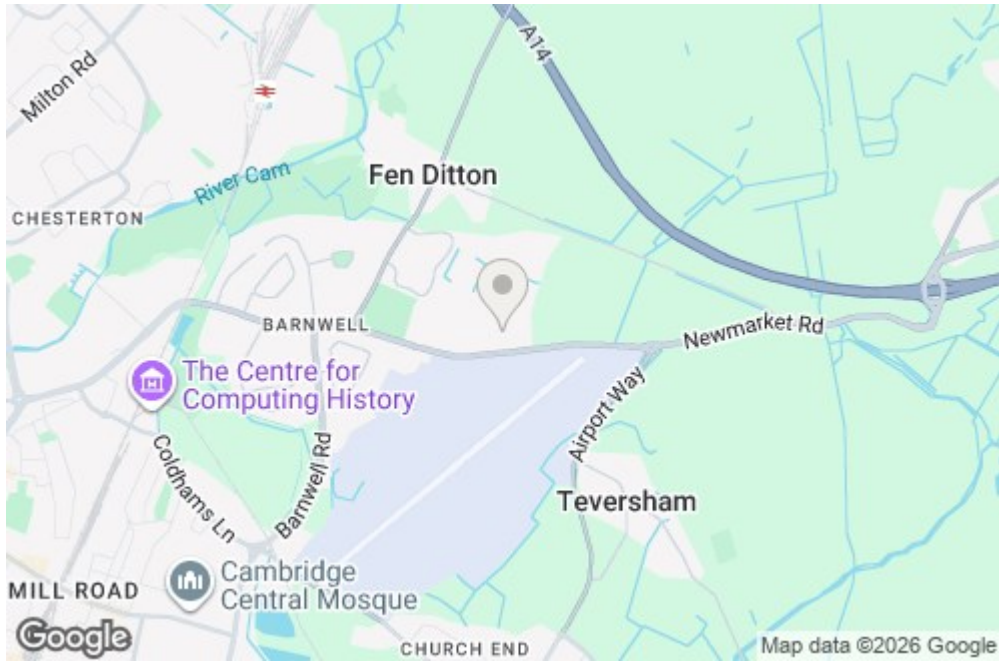 A14
Milton Rd
Fen Ditton
River Cam
CHESTERTON
BARNWELL
Newmarket Rd
The Centre for
Computing History
Airport Way
Coldhams Ln
Barnwell Rd
Teversham
Cambridge
Central Mosque
MILL ROAD
CHURCH END
Google
Map data ©2026 Google